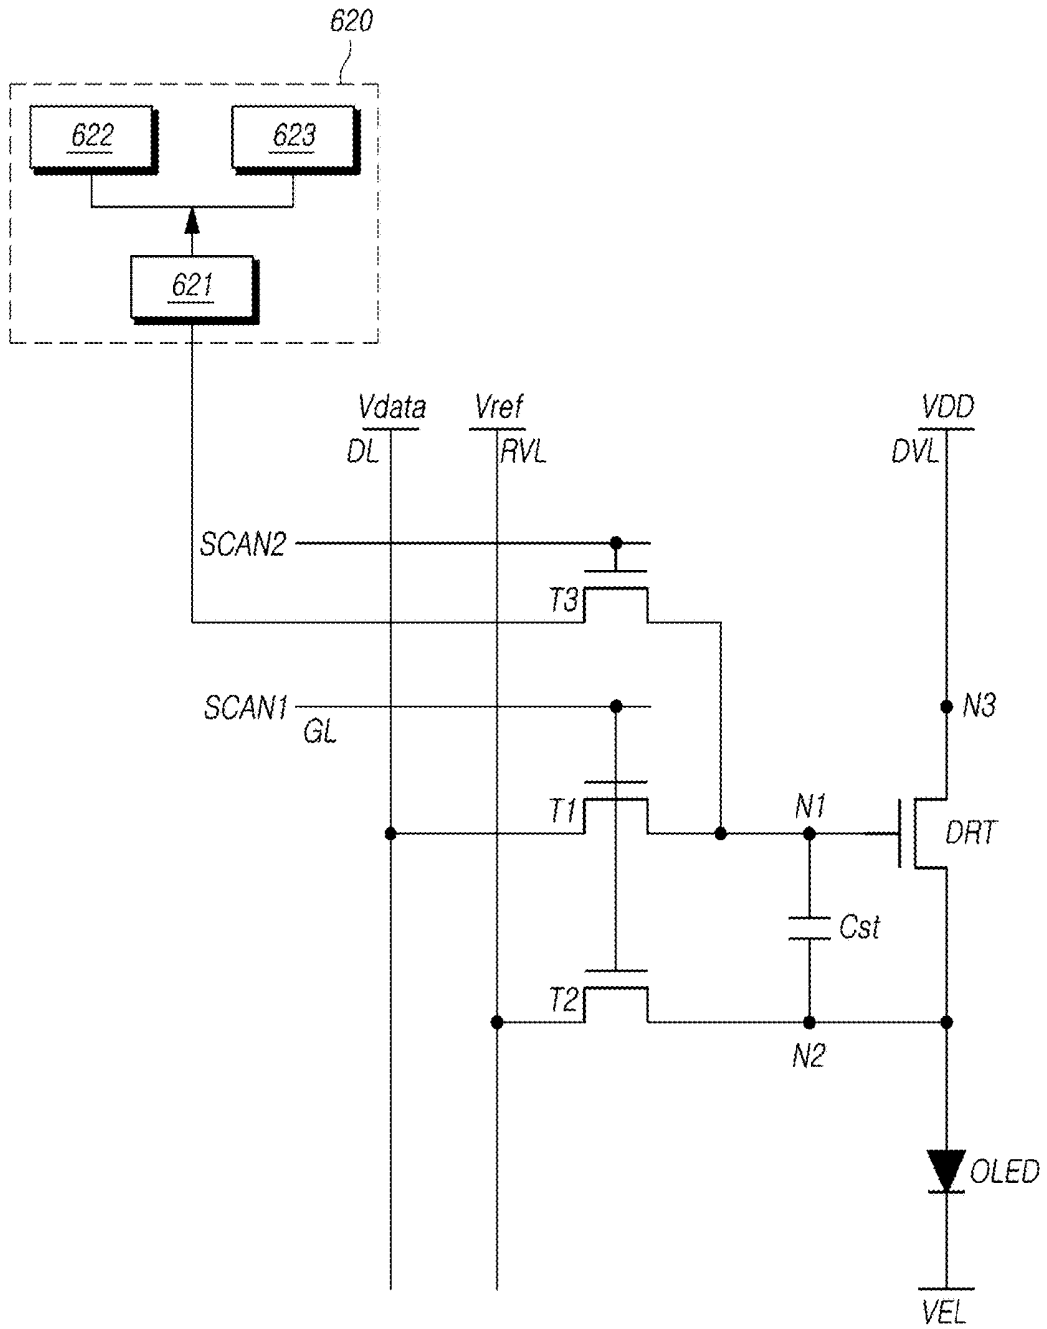 620
622
623
621
Vdata
Vref
VDD
DL
RVL
DVL
SCAN2
T3
SCAN1
GL
N3
T1
N1
DRT
Cst
T2
N2
OLED
VEL